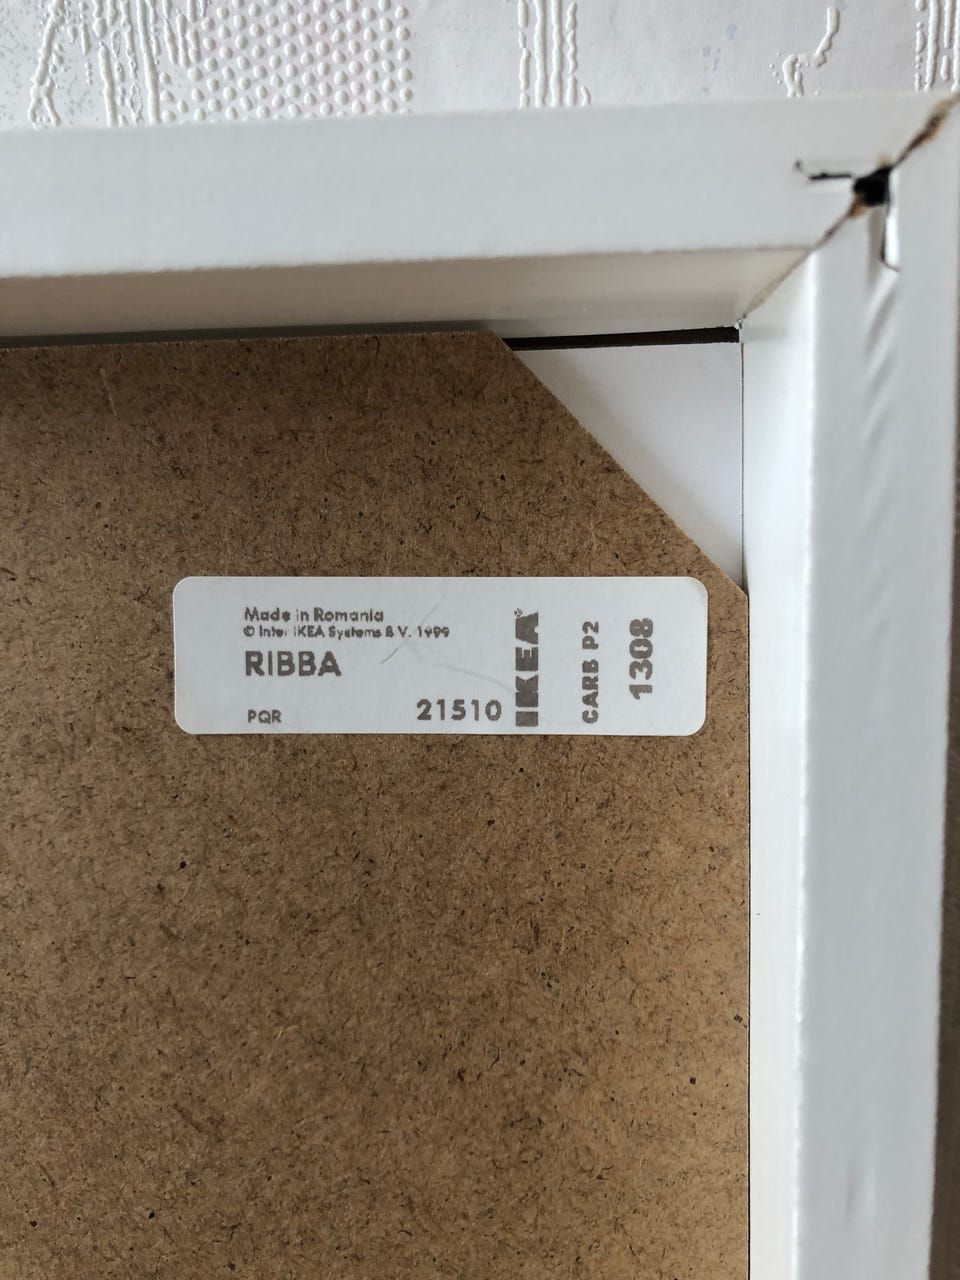 Made in Romania
© Inter IKEA Systems B.V. 1999
RIBBA
PQR
21510
IKEA®
CARB P2
1308